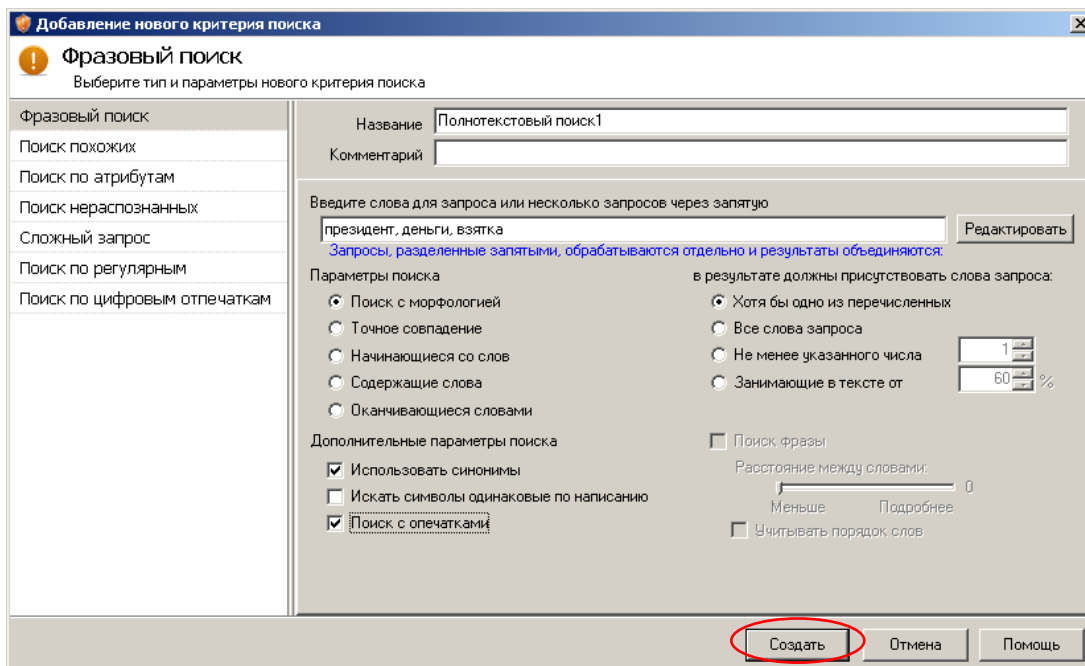 Добавление нового критерия поиска
Фразовый поиск
Выберите тип и параметры нового критерия поиска
Фразовый поиск
Поиск похожих
Поиск по атрибутам
Поиск нераспознанных
Сложный запрос
Поиск по регулярным
Поиск по цифровым отпечаткам
Название Полнотекстовый поиск1
Комментарий
Введите слова для запроса или несколько запросов через запятую
президент, деньги, взятка Редактировать
Запросы, разделенные запятыми, обрабатываются отдельно и результаты объединяются:
Параметры поиска
Поиск с морфологией
Точное совпадение
Начинающиеся со слов
Содержащие слова
Оканчивающиеся словами
в результате должны присутствовать слова запроса:
Хотя бы одно из перечисленных
Все слова запроса
Не менее указанного числа 1
Занимающие в тексте от 60 %
Дополнительные параметры поиска
Использовать синонимы
Искать символы одинаковые по написанию
Поиск с опечатками
Поиск фразы
Расстояние между словами:
0
Меньше Подробнее
Учитывать порядок слов
Создать Отмена Помощь